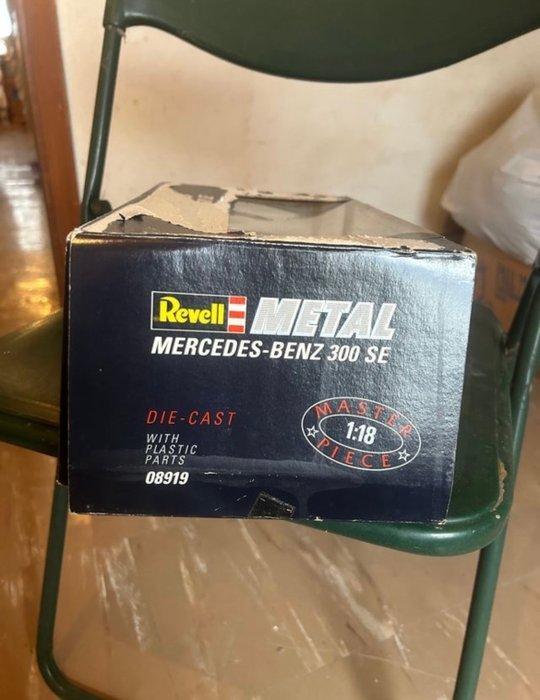 Revell METAL
MERCEDES-BENZ 300 SE
DIE-CAST
WITH
PLASTIC
PARTS
08919
MASTER
1:18
PIECE